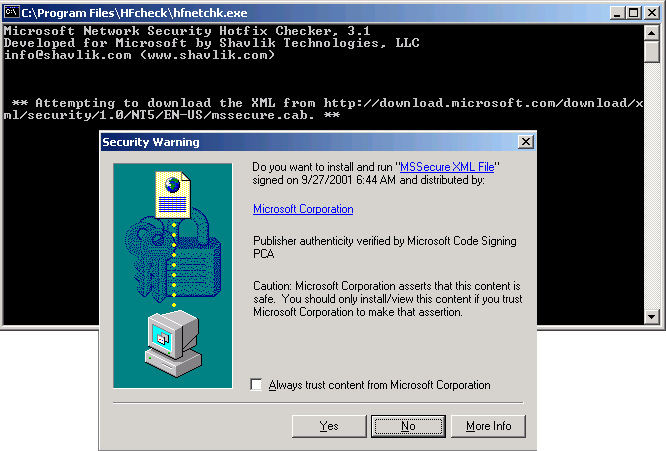 C:\Program Files\HFcheck\hfnetchk.exe
Microsoft Network Security Hotfix Checker, 3.1
Developed for Microsoft by Shavlik Technologies, LLC
info@shavlik.com (www.shavlik.com)
** Attempting to download the XML from http://download.microsoft.com/download/x
ml/security/1.0/NT5/EN-US/mssecure.cab. **
Security Warning
Do you want to install and run "MSSecure XML File"
signed on 9/27/2001 6:44 AM and distributed by:
Microsoft Corporation
Publisher authenticity verified by Microsoft Code Signing
PCA
Caution: Microsoft Corporation asserts that this content is
safe. You should only install/view this content if you trust
Microsoft Corporation to make that assertion.
Always trust content from Microsoft Corporation
Yes
No
More Info